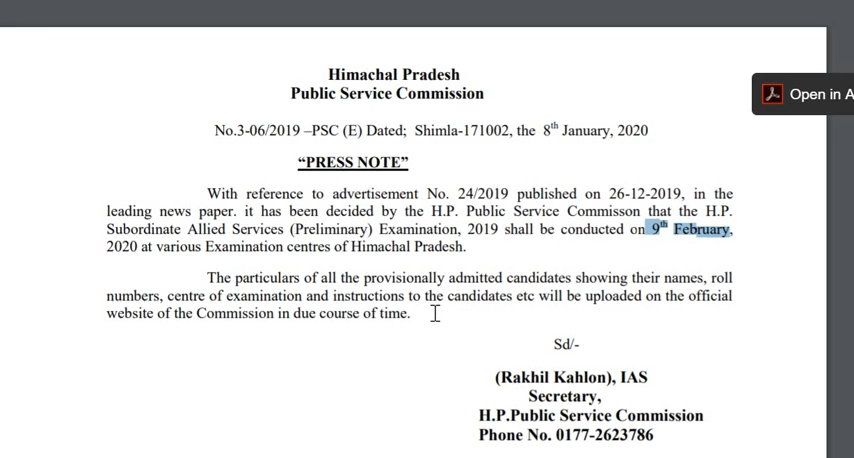 Himachal Pradesh
Public Service Commission
No.3-06/2019 –PSC (E) Dated; Shimla-171002, the 8th January, 2020
“PRESS NOTE”
With reference to advertisement No. 24/2019 published on 26-12-2019, in the
leading news paper. it has been decided by the H.P. Public Service Commisson that the H.P.
Subordinate Allied Services (Preliminary) Examination, 2019 shall be conducted on 9th February,
2020 at various Examination centres of Himachal Pradesh.
The particulars of all the provisionally admitted candidates showing their names, roll
numbers, centre of examination and instructions to the candidates etc will be uploaded on the official
website of the Commission in due course of time.
Sd/-
(Rakhil Kahlon), IAS
Secretary,
H.P.Public Service Commission
Phone No. 0177-2623786
Open in A